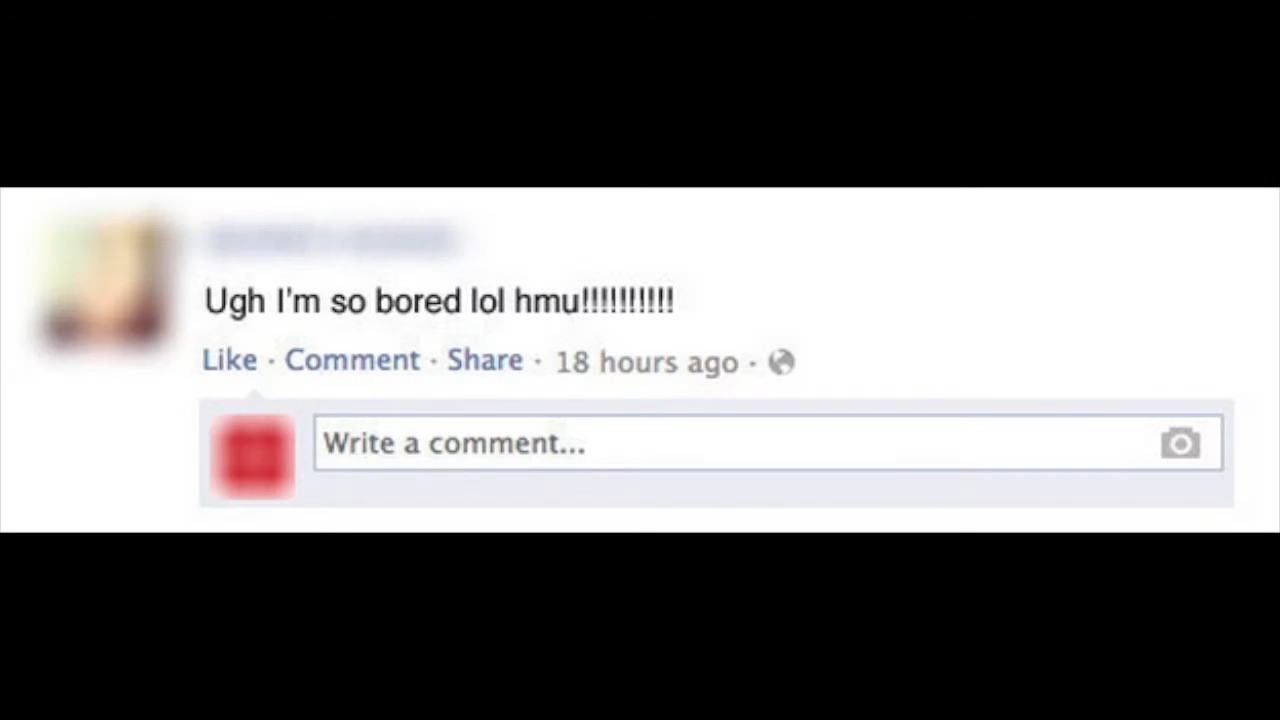 Ugh I'm so bored lol hmu!!!!!!!!!!
Like · Comment · Share · 18 hours ago ·
Write a comment...